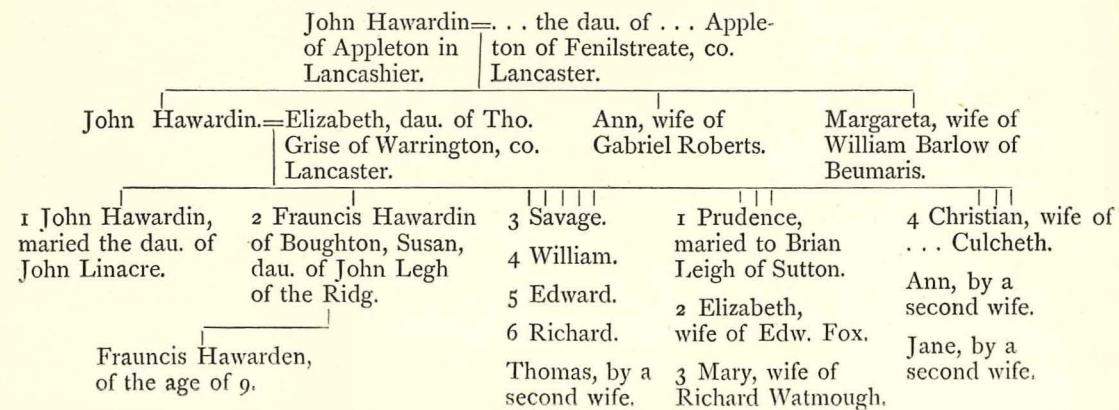 John Hawardin=. . . the dau. of . . . Apple-
of Appleton in ton of Fenilstreate, co.
Lancashier. Lancaster.
John Hawardin.=Elizabeth, dau. of Tho.
Grise of Warrington, co.
Lancaster.
Ann, wife of
Gabriel Roberts.
Margareta, wife of
William Barlow of
Beumaris.
1 John Hawardin,
maried the dau. of
John Linacre.
2 Frauncis Hawardin
of Boughton, Susan,
dau. of John Legh
of the Ridg.
Frauncis Hawarden,
of the age of 9.
3 Savage.
4 William.
5 Edward.
6 Richard.
Thomas, by a
second wife.
1 Prudence,
maried to Brian
Leigh of Sutton.
2 Elizabeth,
wife of Edw. Fox.
3 Mary, wife of
Richard Watmough.
4 Christian, wife of
. . . Culcheth.
Ann, by a
second wife.
Jane, by a
second wife.